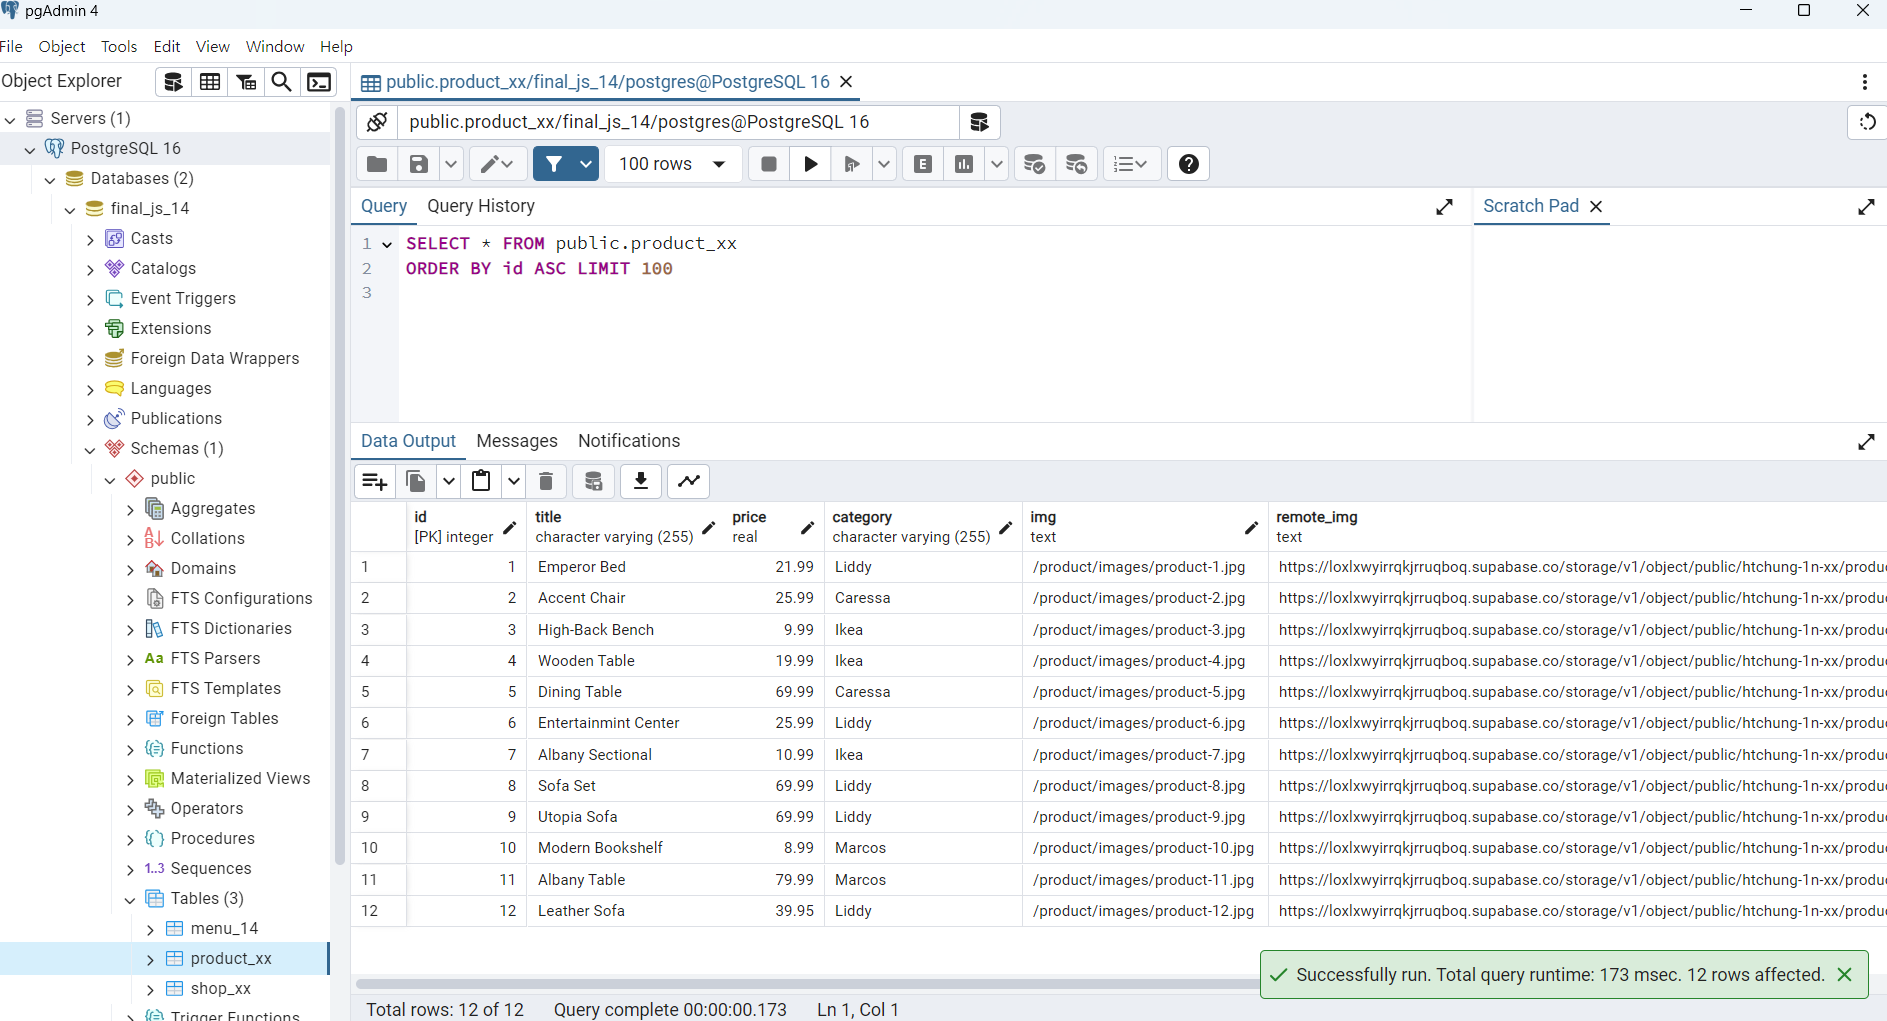 pgAdmin 4
File Object Tools Edit View Window Help
Object Explorer
Servers (1)
PostgreSQL 16
Databases (2)
final_js_14
Casts
Catalogs
Event Triggers
Extensions
Foreign Data Wrappers
Languages
Publications
Schemas (1)
public
Aggregates
Collations
Domains
FTS Configurations
FTS Dictionaries
Aa FTS Parsers
FTS Templates
Foreign Tables
Functions
Materialized Views
Operators
Procedures
1..3 Sequences
Tables (3)
menu_14
product_xx
shop_xx
Trigger Functions
public.product_xx/final_js_14/postgres@PostgreSQL 16
public.product_xx/final_js_14/postgres@PostgreSQL 16
100 rows E
Query Query History
Scratch Pad
1 SELECT * FROM public.product_xx
2 ORDER BY id ASC LIMIT 100
3
Data Output Messages Notifications
id title price category img remote_img
[PK] integer character varying (255) real character varying (255) text text
1 1 Emperor Bed 21.99 Liddy /product/images/product-1.jpg https://loxlxwyirrqkjrruqboq.supabase.co/storage/v1/object/public/htchung-1n-xx/produ
2 2 Accent Chair 25.99 Caressa /product/images/product-2.jpg https://loxlxwyirrqkjrruqboq.supabase.co/storage/v1/object/public/htchung-1n-xx/produ
3 3 High-Back Bench 9.99 Ikea /product/images/product-3.jpg https://loxlxwyirrqkjrruqboq.supabase.co/storage/v1/object/public/htchung-1n-xx/produ
4 4 Wooden Table 19.99 Ikea /product/images/product-4.jpg https://loxlxwyirrqkjrruqboq.supabase.co/storage/v1/object/public/htchung-1n-xx/produ
5 5 Dining Table 69.99 Caressa /product/images/product-5.jpg https://loxlxwyirrqkjrruqboq.supabase.co/storage/v1/object/public/htchung-1n-xx/produ
6 6 Entertainmint Center 25.99 Liddy /product/images/product-6.jpg https://loxlxwyirrqkjrruqboq.supabase.co/storage/v1/object/public/htchung-1n-xx/produ
7 7 Albany Sectional 10.99 Ikea /product/images/product-7.jpg https://loxlxwyirrqkjrruqboq.supabase.co/storage/v1/object/public/htchung-1n-xx/produ
8 8 Sofa Set 69.99 Liddy /product/images/product-8.jpg https://loxlxwyirrqkjrruqboq.supabase.co/storage/v1/object/public/htchung-1n-xx/produ
9 9 Utopia Sofa 69.99 Liddy /product/images/product-9.jpg https://loxlxwyirrqkjrruqboq.supabase.co/storage/v1/object/public/htchung-1n-xx/produ
10 10 Modern Bookshelf 8.99 Marcos /product/images/product-10.jpg https://loxlxwyirrqkjrruqboq.supabase.co/storage/v1/object/public/htchung-1n-xx/produ
11 11 Albany Table 79.99 Marcos /product/images/product-11.jpg https://loxlxwyirrqkjrruqboq.supabase.co/storage/v1/object/public/htchung-1n-xx/produ
12 12 Leather Sofa 39.95 Liddy /product/images/product-12.jpg https://loxlxwyirrqkjrruqboq.supabase.co/storage/v1/object/public/htchung-1n-xx/produ
Successfully run. Total query runtime: 173 msec. 12 rows affected.
Total rows: 12 of 12 Query complete 00:00:00.173 Ln 1, Col 1